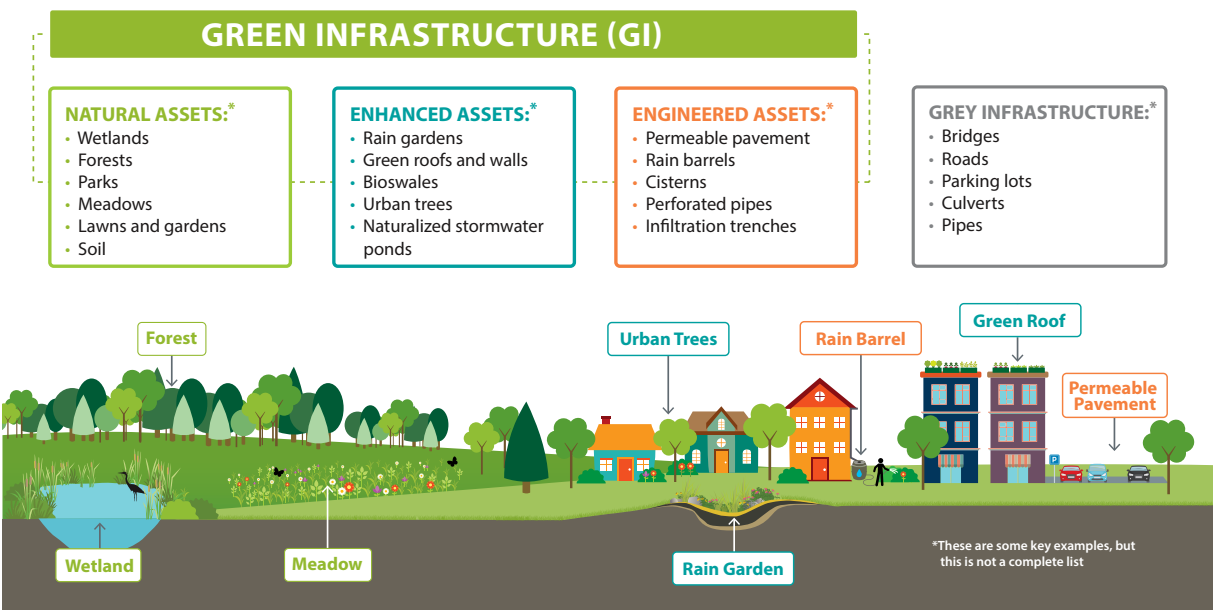 GREEN INFRASTRUCTURE (GI)
NATURAL ASSETS:*
• Wetlands
• Forests
• Parks
• Meadows
• Lawns and gardens
• Soil
ENHANCED ASSETS:*
• Rain gardens
• Green roofs and walls
• Bioswales
• Urban trees
• Naturalized stormwater
ponds
ENGINEERED ASSETS:*
• Permeable pavement
• Rain barrels
• Cisterns
• Perforated pipes
• Infiltration trenches
GREY INFRASTRUCTURE:*
• Bridges
• Roads
• Parking lots
• Culverts
• Pipes
Forest
Urban Trees
Rain Barrel
Green Roof
Permeable
Pavement
P
Wetland
Meadow
Rain Garden
*These are some key examples, but
this is not a complete list